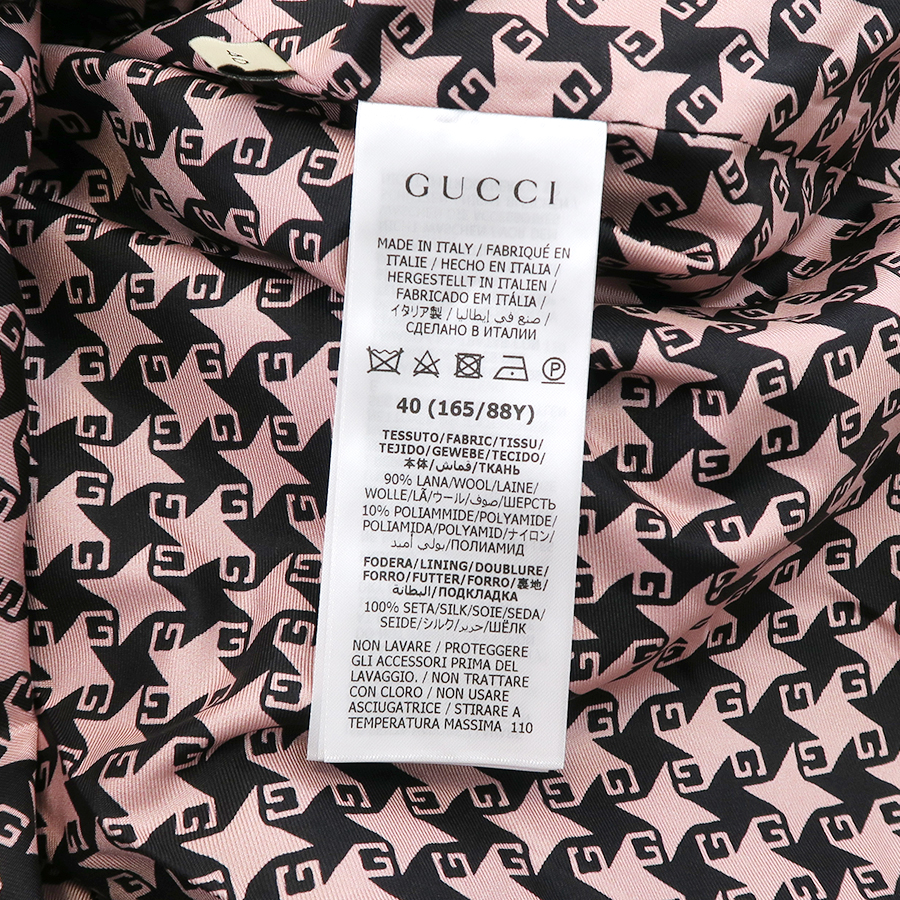 GUCCI
MADE IN ITALY / FABRIQUÉ EN
ITALIE / HECHO EN ITALIA /
HERGESTELLT IN ITALIEN /
FABRICADO EM ITÁLIA /
イタリア製 / صنع في إيطاليا /
СДЕЛАНО В ИТАЛИИ
P
40 (165/88Y)
TESSUTO/FABRIC/TISSU/
TEJIDO/GEWEBE/TECIDO/
本体/قماش/ТКАНЬ
90% LANA/WOOL/LAINE/
WOLLE/LÃ/ウール/صوف/ШЕРСТЬ
10% POLIAMMIDE/POLYAMIDE/
POLIAMIDA/POLYAMID/ナイロン/
بولي أميد/ПОЛИАМИД
FODERA/LINING/DOUBLURE/
FORRO/FUTTER/FORRO/裏地/
البطانة/ПОДКЛАДКА
100% SETA/SILK/SOIE/SEDA/
SEIDE/シルク/حرير/ШЁЛК
NON LAVARE / PROTEGGERE
GLI ACCESSORI PRIMA DEL
LAVAGGIO. / NON TRATTARE
CON CLORO / NON USARE
ASCIUGATRICE / STIRARE A
TEMPERATURA MASSIMA 110